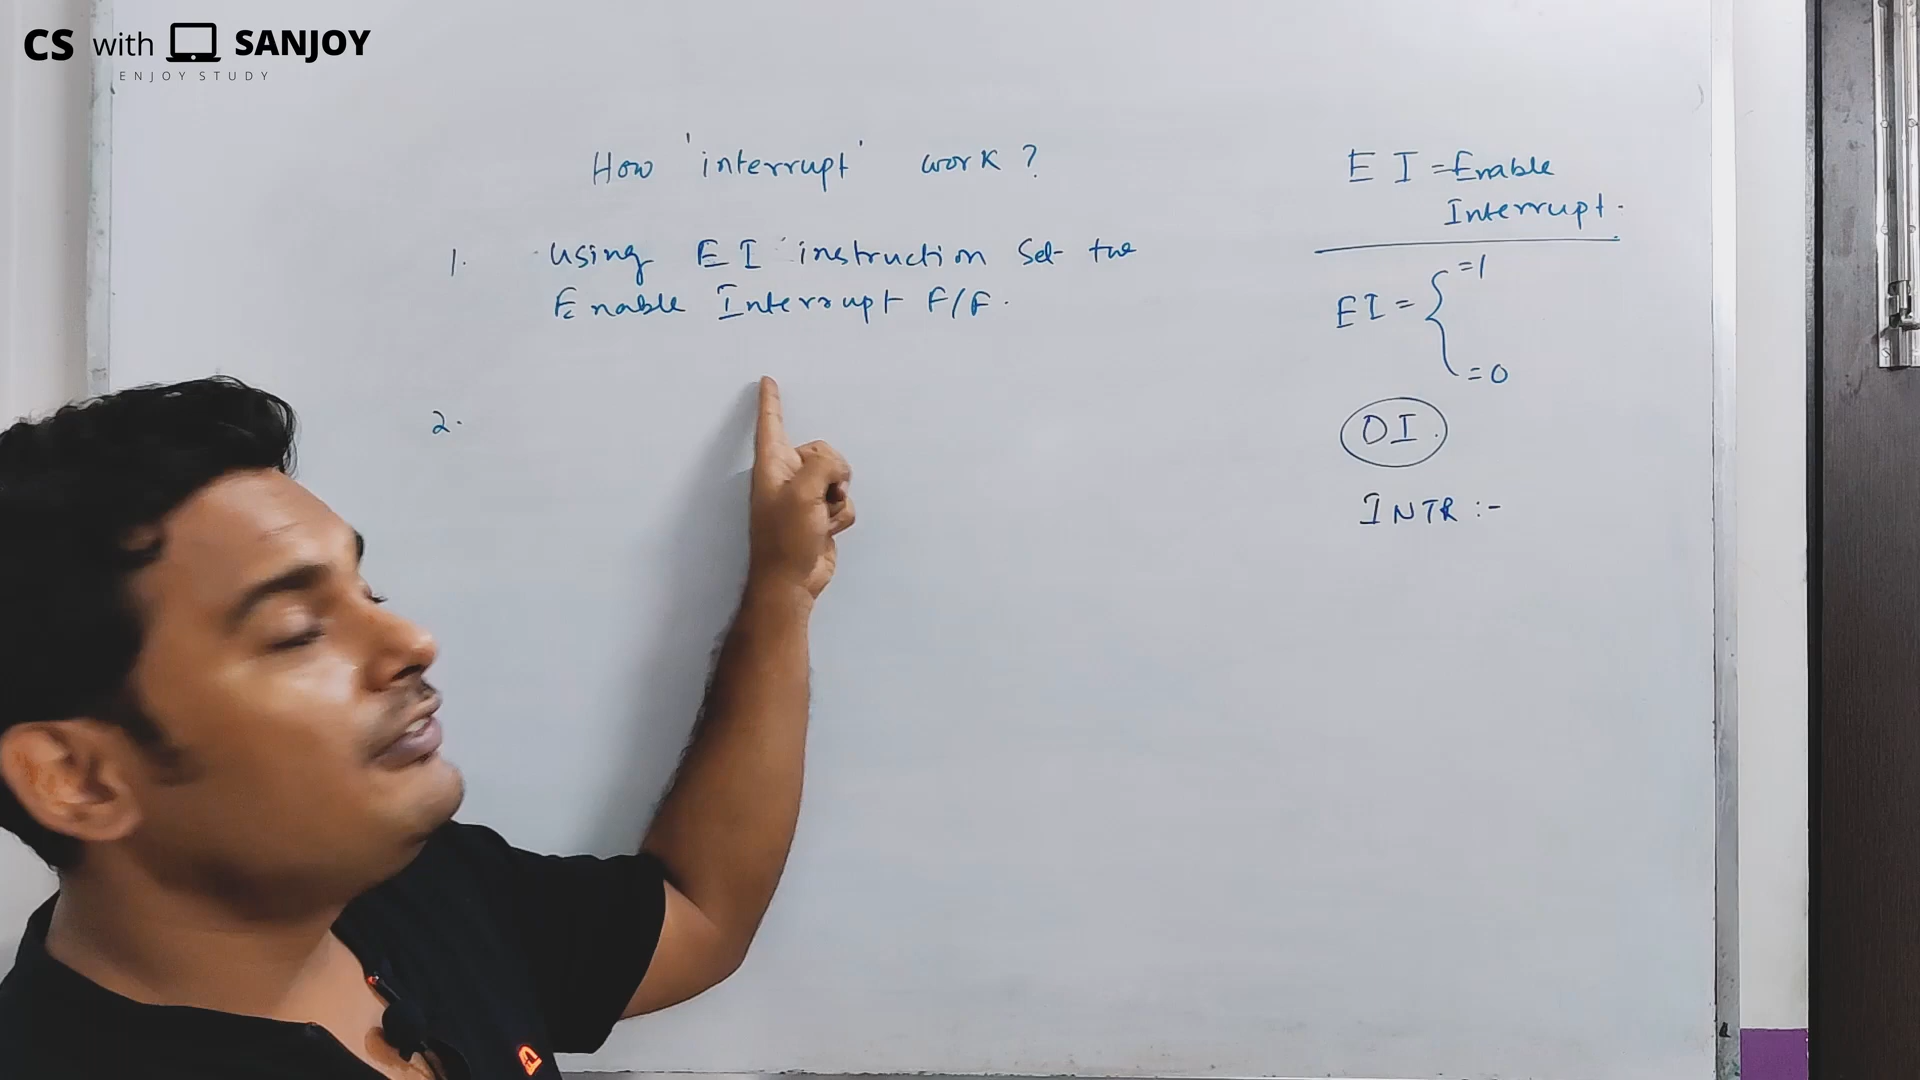 CS with SANJOY
ENJOY STUDY
How 'interrupt' work ?
1. Using EI instruction Set the
Enable Interrupt F/F.
2.
EI = Enable
Interrupt.
EI = { =1
=0
DI.
INTR :-